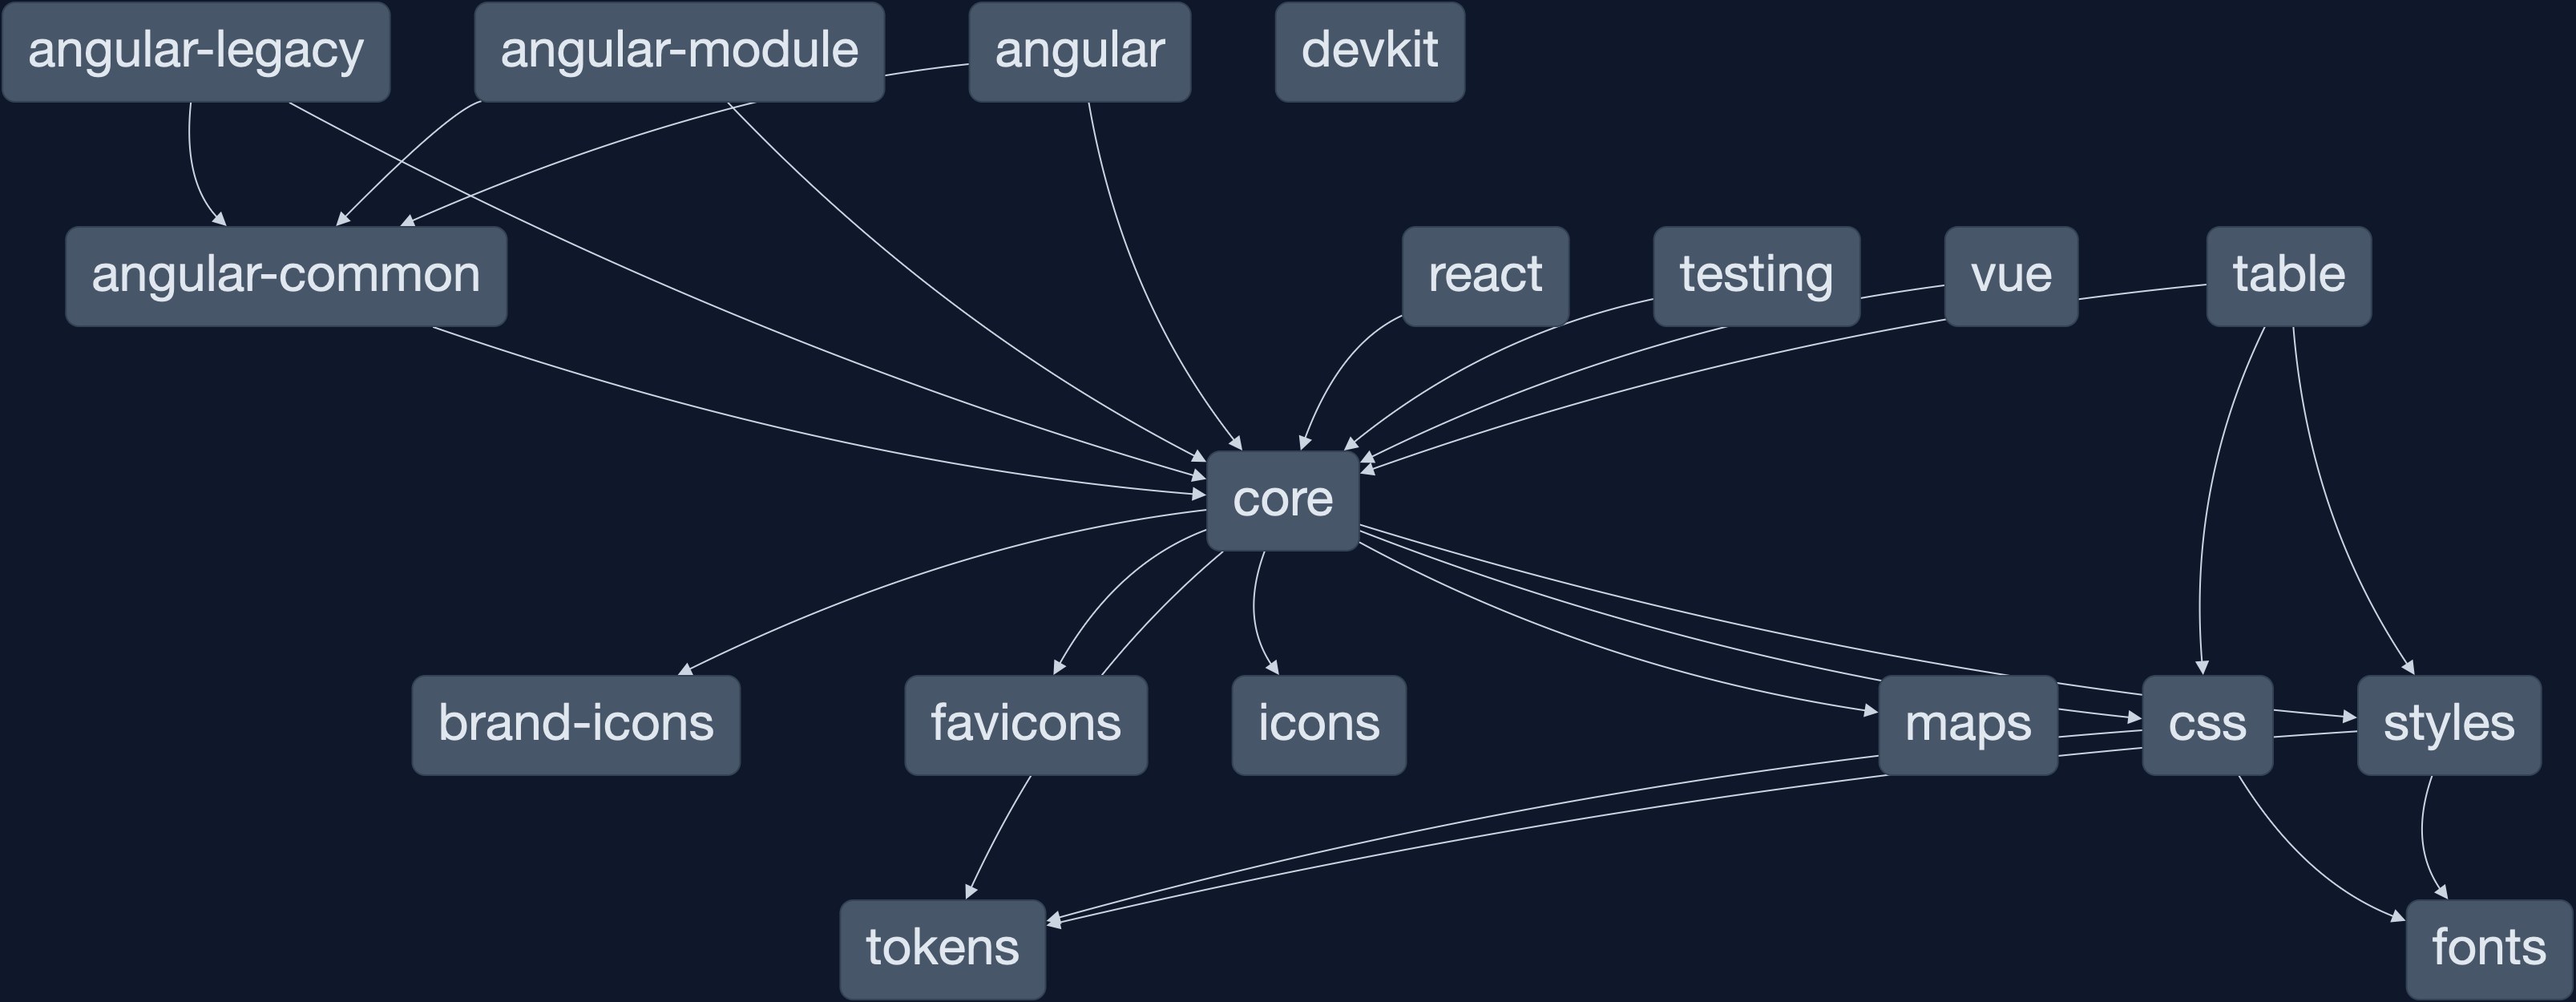 angular-legacy
angular-module
angular
devkit
angular-common
react
testing
vue
table
core
brand-icons
favicons
icons
maps
css
styles
tokens
fonts